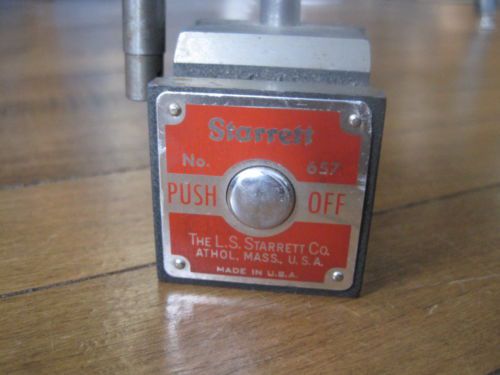 Starrett
No. 657
PUSH OFF
THE L.S. STARRETT CO.
ATHOL, MASS., U.S.A.
MADE IN U.S.A.